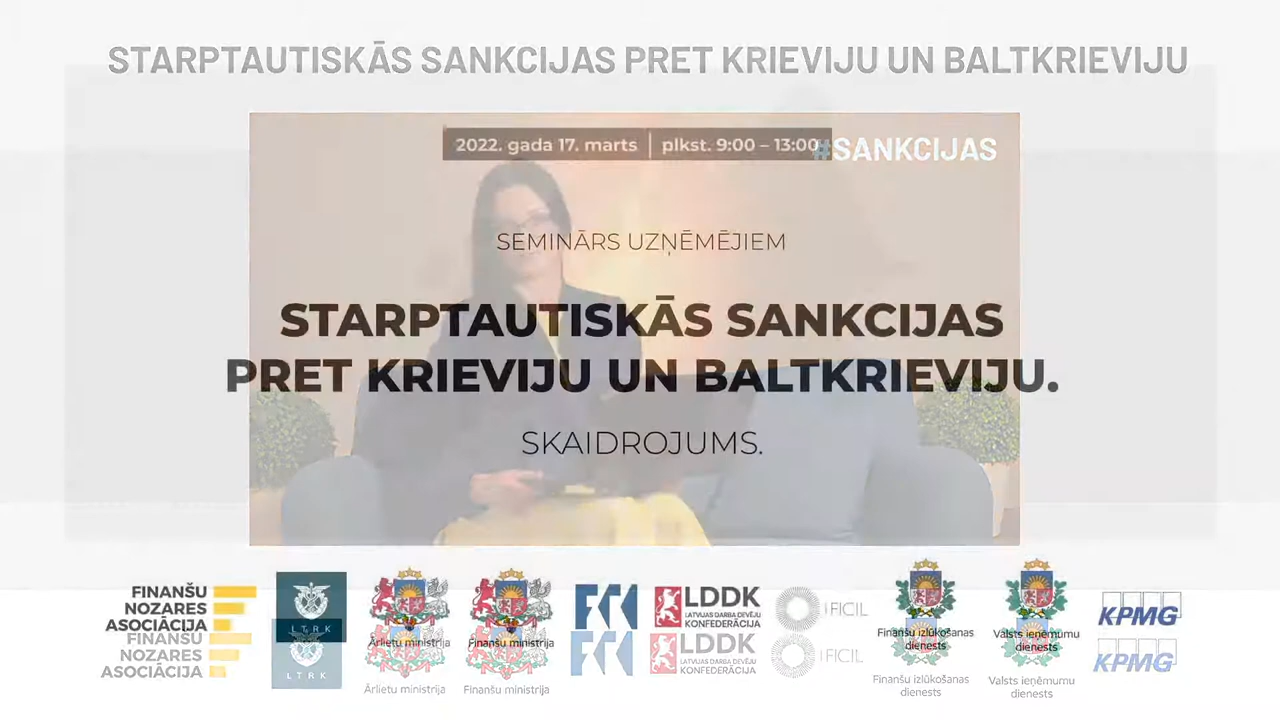 STARPTAUTISKĀS SANKCIJAS PRET KRIEVIJU UN BALTKRIEVIJU
2022. gada 17. marts | plkst. 9:00 – 13:00
#SANKCIJAS
SEMINĀRS UZŅĒMĒJIEM
STARPTAUTISKĀS SANKCIJAS
PRET KRIEVIJU UN BALTKRIEVIJU.
SKAIDROJUMS.
FINANŠU
NOZARES
ASOCIĀCIJA
LTRK
Ārlietu ministrija
Finanšu ministrija
LDDK
LATVIJAS DARBA DEVĒJU
KONFEDERĀCIJA
FICIL
Finanšu izlūkošanas
dienests
Valsts ieņēmumu
dienests
KPMG
FINANŠU
NOZARES
ASOCIĀCIJA
LTRK
Ārlietu ministrija
Finanšu ministrija
LDDK
LATVIJAS DARBA DEVĒJU
KONFEDERĀCIJA
FICIL
Finanšu izlūkošanas
dienests
Valsts ieņēmumu
dienests
KPMG